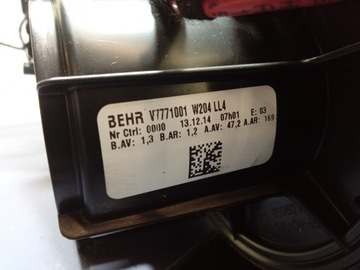 BEHR V7771001 W204 LL4
Nr Ctrl: 0000 13.12.14 07h01 E: 03
B.AV: 1,3 B.AR: 1,2 A.AV: 47,2 A.AR: 169